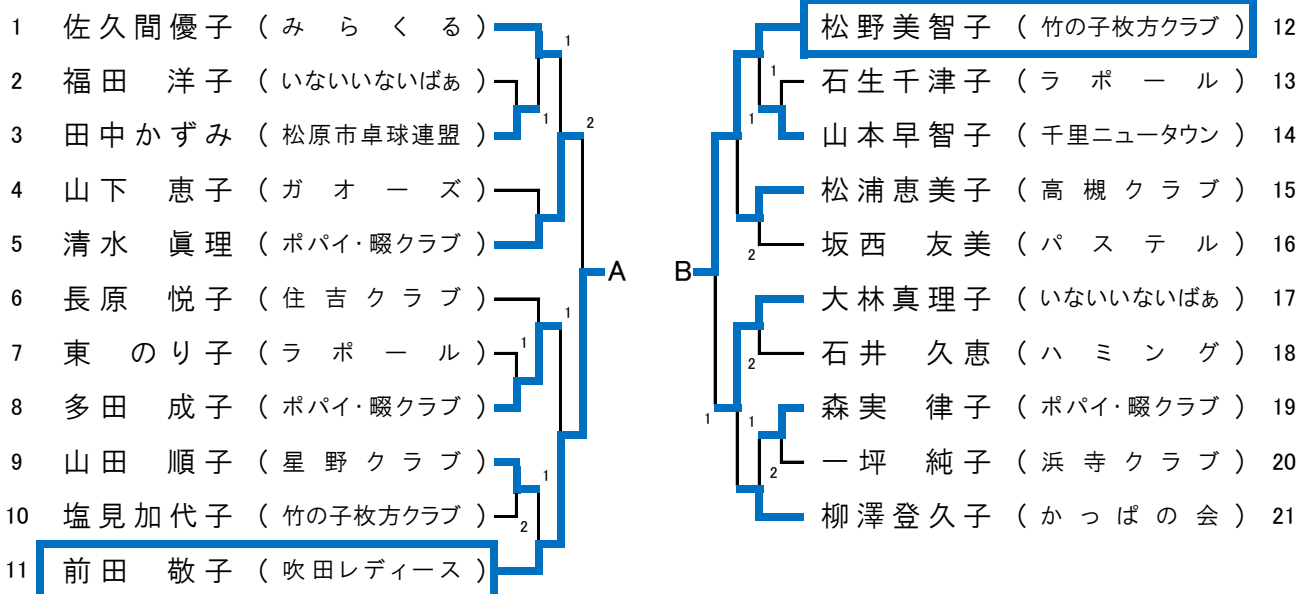 1 佐久間優子 ( みらくる )
2 福田 洋子 ( いないいないばぁ )
3 田中かずみ ( 松原市卓球連盟 )
4 山下 恵子 ( ガオーズ )
5 清水 眞理 ( ポパイ・畷クラブ )
6 長原 悦子 ( 住吉クラブ )
7 東 のり子 ( ラポール )
8 多田 成子 ( ポパイ・畷クラブ )
9 山田 順子 ( 星野クラブ )
10 塩見加代子 ( 竹の子枚方クラブ )
11 前田 敬子 ( 吹田レディース )
1
1
2
1
1
1
2
A
松野美智子 ( 竹の子枚方クラブ ) 12
石生千津子 ( ラポール ) 13
山本早智子 ( 千里ニュータウン ) 14
松浦恵美子 ( 高槻クラブ ) 15
坂西 友美 ( パステル ) 16
大林真理子 ( いないいないばぁ ) 17
石井 久恵 ( ハミング ) 18
森実 律子 ( ポパイ・畷クラブ ) 19
一坪 純子 ( 浜寺クラブ ) 20
柳澤登久子 ( かっぱの会 ) 21
1
1
2
B
2
1
1
2